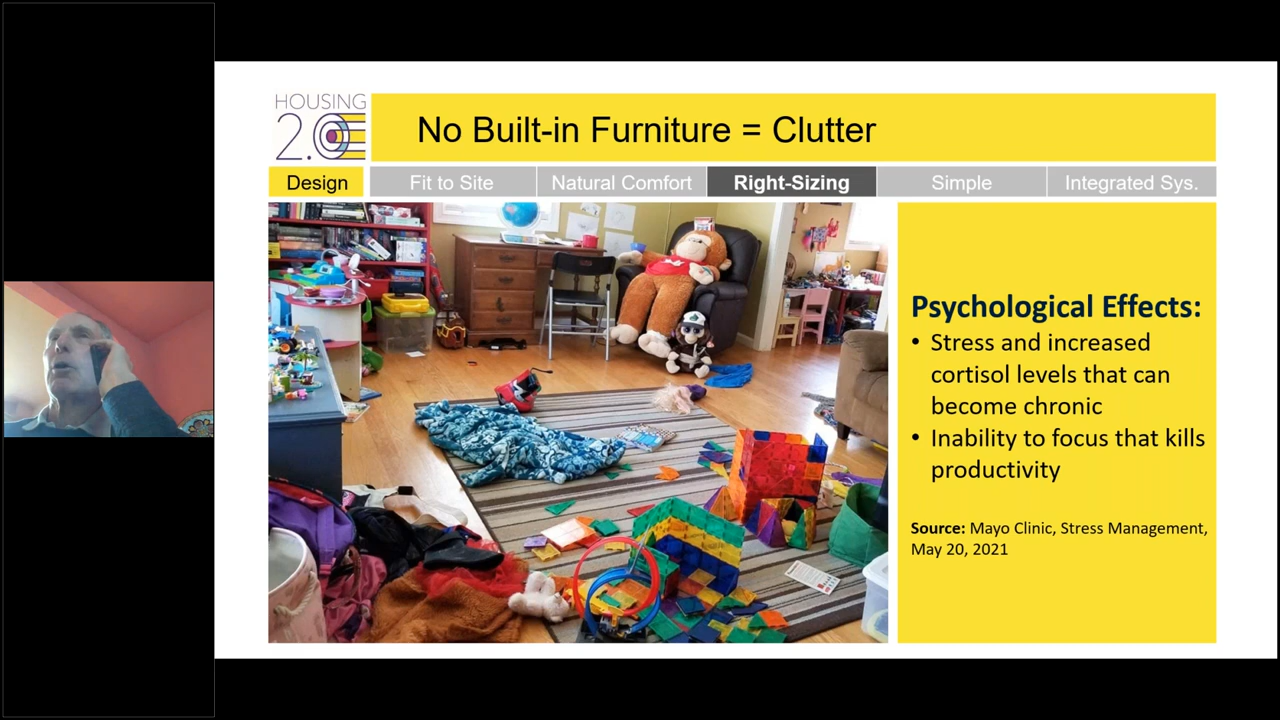 HOUSING
2.0
No Built-in Furniture = Clutter
Design
Fit to Site
Natural Comfort
Right-Sizing
Simple
Integrated Sys.
Psychological Effects:
• Stress and increased
cortisol levels that can
become chronic
• Inability to focus that kills
productivity
Source: Mayo Clinic, Stress Management,
May 20, 2021